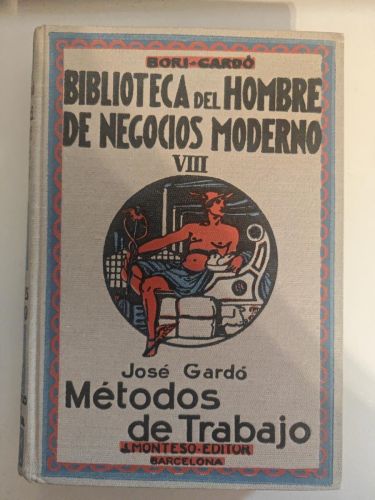 BORI-GARDÓ
BIBLIOTECA DEL HOMBRE
DE NEGOCIOS MODERNO
VIII
José Gardó
Métodos
de Trabajo
J.MONTESÓ-EDITOR
BARCELONA